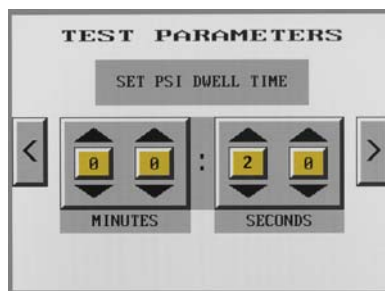 TEST PARAMETERS
SET PSI DWELL TIME
< 0 0 : 2 0 >
MINUTES SECONDS